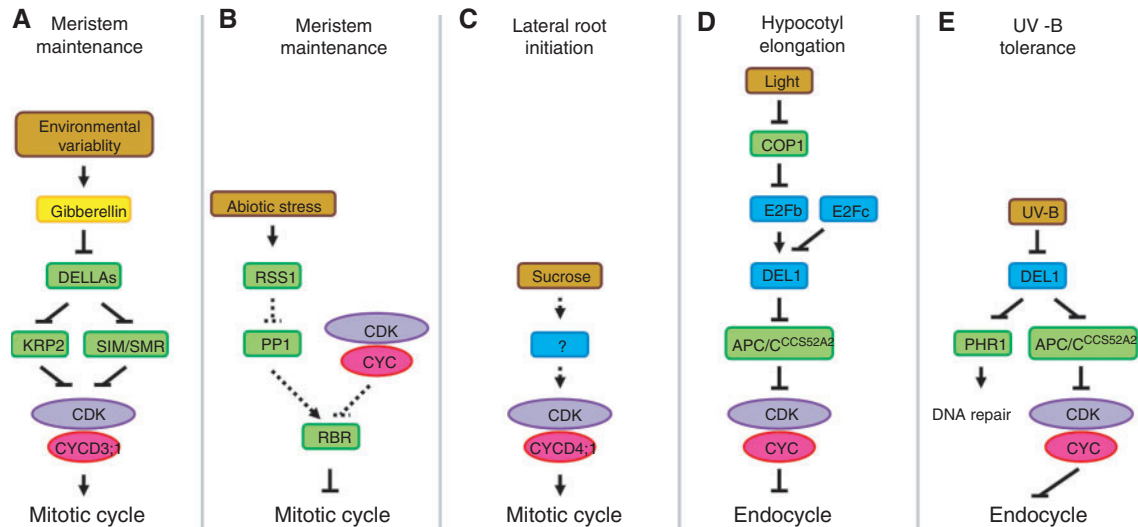 A
Meristem
maintenance
Environmental
variablity
Gibberellin
DELLAs
KRP2
SIM/SMR
CDK
CYCD3;1
Mitotic cycle
B
Meristem
maintenance
Abiotic stress
RSS1
PP1
CDK
CYC
RBR
Mitotic cycle
C
Lateral root
initiation
Sucrose
?
CDK
CYCD4;1
Mitotic cycle
D
Hypocotyl
elongation
Light
COP1
E2Fb
E2Fc
DEL1
APC/C^CCS52A2
CDK
CYC
Endocycle
E
UV -B
tolerance
UV-B
DEL1
PHR1
APC/C^CCS52A2
DNA repair
CDK
CYC
Endocycle